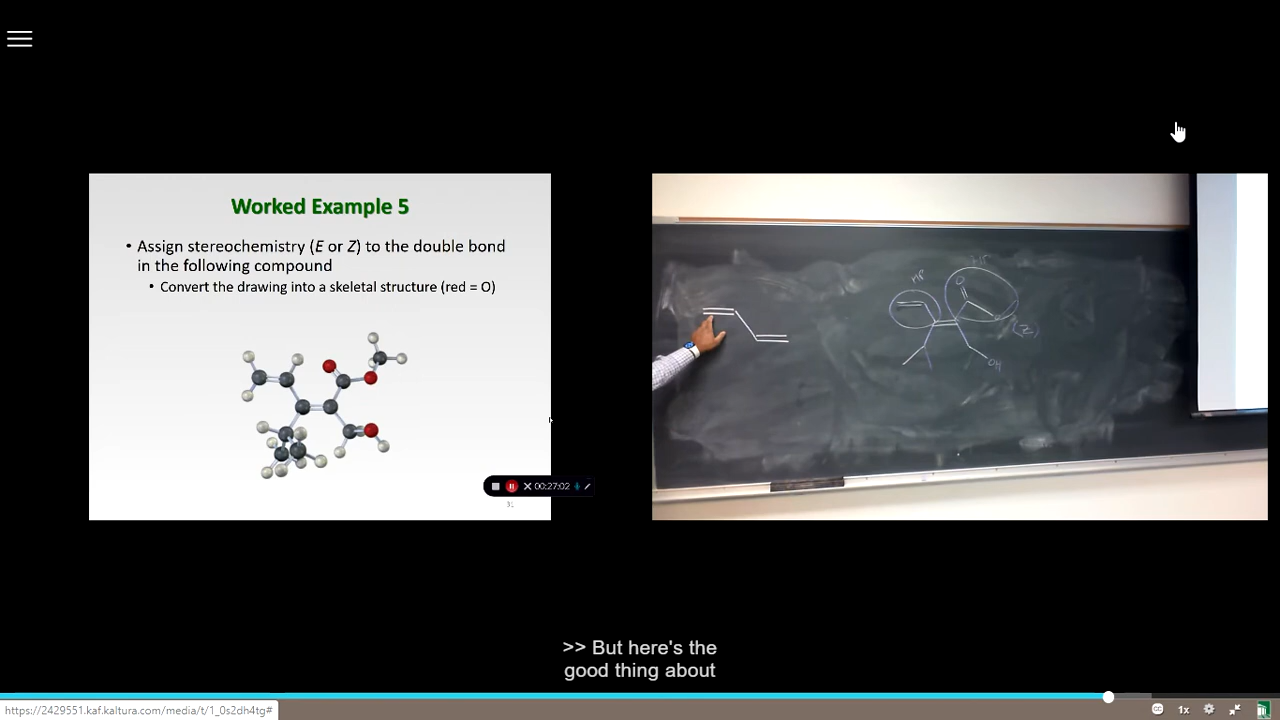 Worked Example 5
• Assign stereochemistry (E or Z) to the double bond
in the following compound
• Convert the drawing into a skeletal structure (red = O)
00:27:02
31
O
(Z)
OH
>> But here's the
good thing about
https://2429551.kaf.kaltura.com/media/t/1_0s2dh4tg#
CC
1x